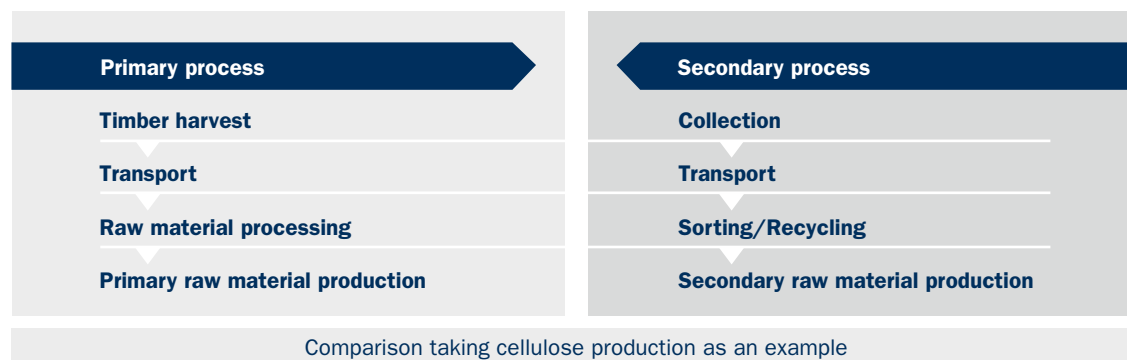 Primary process
Timber harvest
Transport
Raw material processing
Primary raw material production
Secondary process
Collection
Transport
Sorting/Recycling
Secondary raw material production
Comparison taking cellulose production as an example